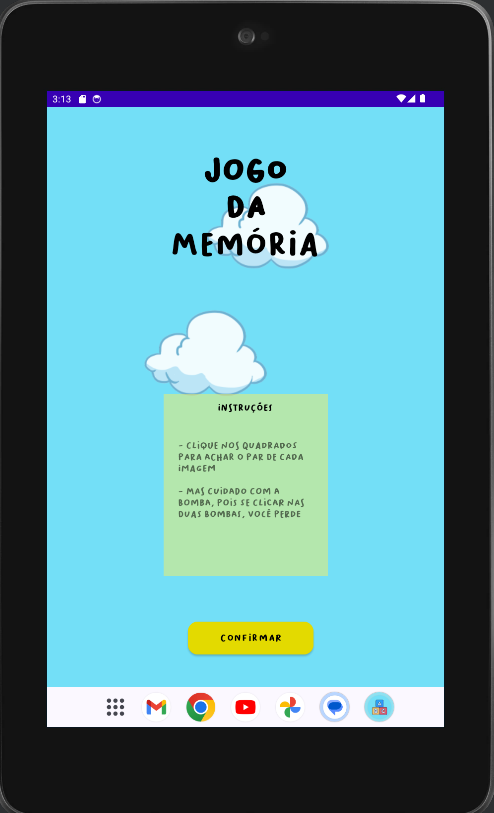 3:13
JOGO
DA
MEMÓRIA
INSTRUÇÕES
- CLIQUE NOS QUADRADOS
PARA ACHAR O PAR DE CADA
IMAGEM
- MAS CUIDADO COM A
BOMBA, POIS SE CLICAR NAS
DUAS BOMBAS, VOCÊ PERDE
CONFIRMAR